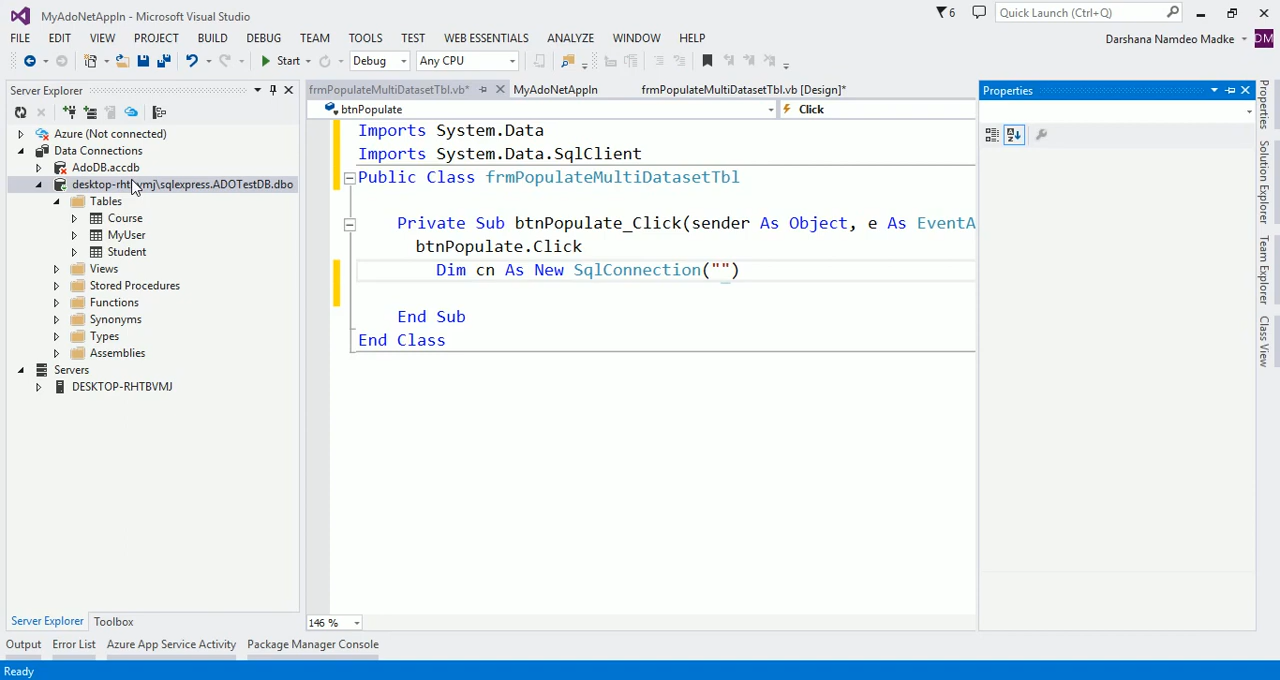 MyAdoNetAppIn - Microsoft Visual Studio
6
Quick Launch (Ctrl+Q)
FILE EDIT VIEW PROJECT BUILD DEBUG TEAM TOOLS TEST WEB ESSENTIALS ANALYZE WINDOW HELP
Darshana Namdeo Madke DM
Start Debug Any CPU
Server Explorer
frmPopulateMultiDatasetTbl.vb* MyAdoNetAppIn frmPopulateMultiDatasetTbl.vb [Design]*
Properties
btnPopulate Click
Azure (Not connected)
Data Connections
AdoDB.accdb
desktop-rhtbvmj\sqlexpress.ADOTestDB.dbo
Tables
Course
MyUser
Student
Views
Stored Procedures
Functions
Synonyms
Types
Assemblies
Servers
DESKTOP-RHTBVMJ
Imports System.Data
Imports System.Data.SqlClient
Public Class frmPopulateMultiDatasetTbl
Private Sub btnPopulate_Click(sender As Object, e As EventA
btnPopulate.Click
Dim cn As New SqlConnection("")
End Sub
End Class
Properties
Solution Explorer
Team Explorer
Class View
146 %
Server Explorer Toolbox
Output Error List Azure App Service Activity Package Manager Console
Ready